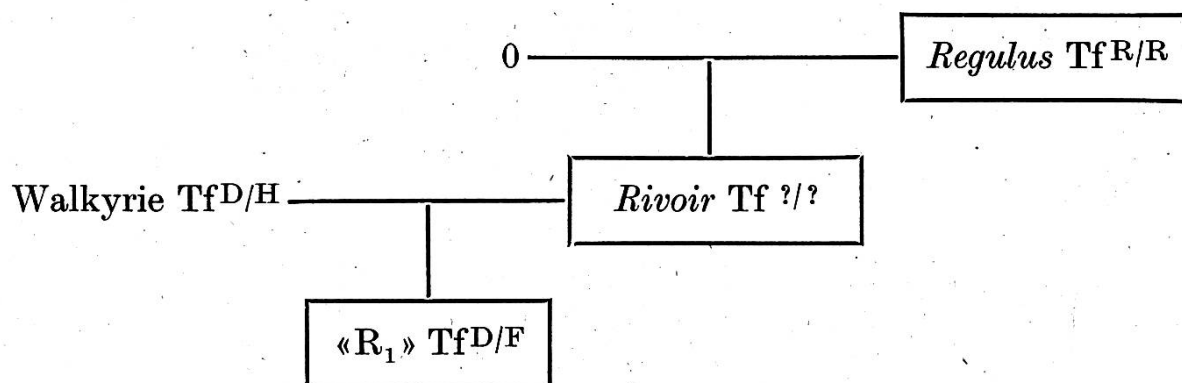 0 Regulus Tf R/R
Walkyrie Tf D/H Rivoir Tf ?/?
«R₁» Tf D/F